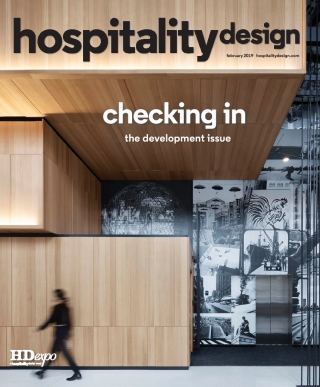 hospitalitydesign
february 2019 hospitalitydesign.com
checking in
the development issue
HDexpo